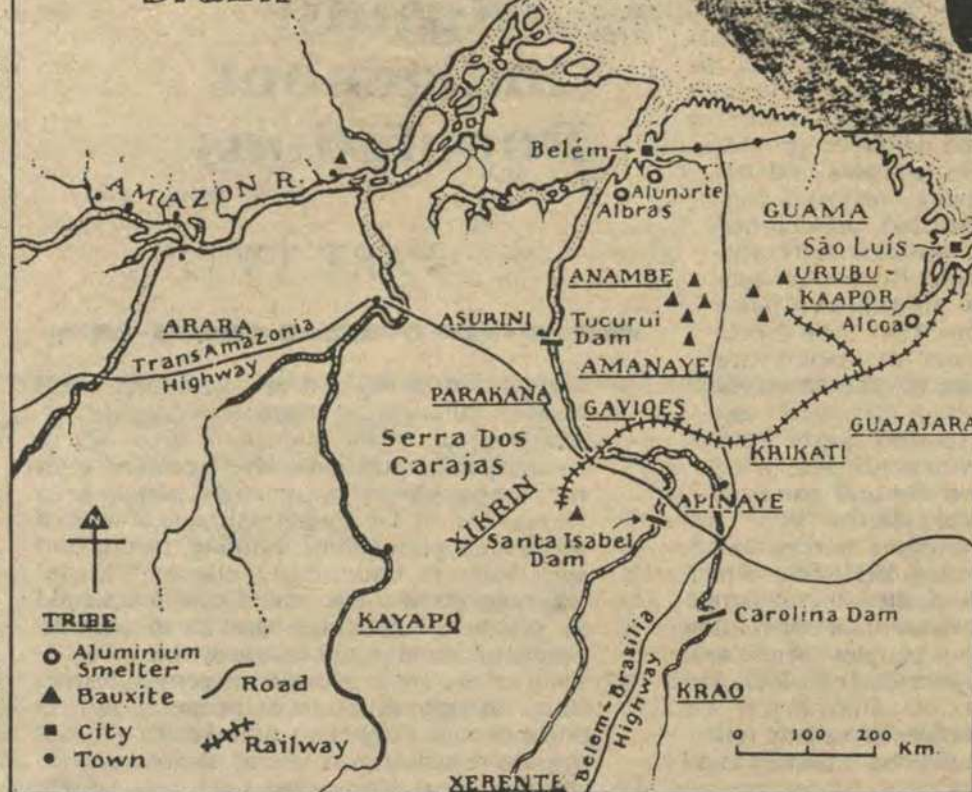 Belém
AMAZON R.
Alunorte
Albras
GUAMA
São Luís
ANAMBE
URUBU-
KAAPOR
ARARA
ASURINI
Tucurui
Dam
Alcoa
TransAmazonia
Highway
AMANAYE
PARAKANA
GAVIOES
GUAJAJARA
Serra Dos
Carajas
KRIKATI
XIKRIN
APINAYE
N
Santa Isabel
Dam
Carolina Dam
TRIBE
KAYAPO
Aluminium
Smelter
Road
Bauxite
Belem-Brasilia
Highway
KRAO
City
Railway
0 100 200
Km.
Town
XERENTE